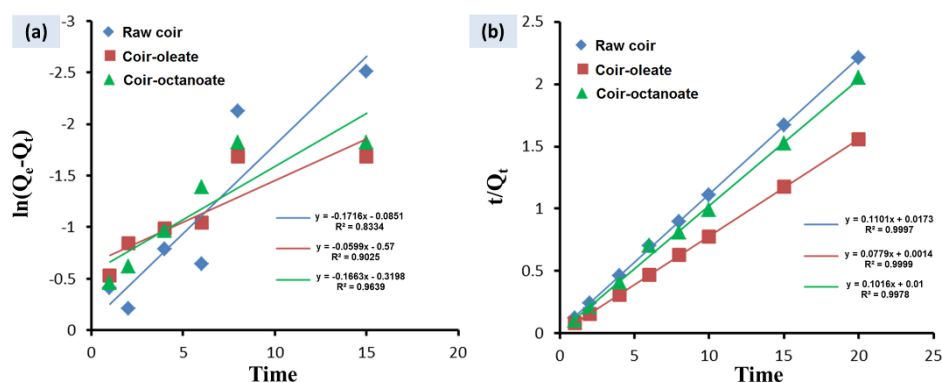 (a)
Raw coir
Coir-oleate
Coir-octanoate
ln(Qe-Qt)
-3
-2.5
-2
-1.5
-1
-0.5
0
y = -0.1716x - 0.0851
R² = 0.8334
y = -0.0599x - 0.57
R² = 0.9025
y = -0.1663x - 0.3198
R² = 0.9639
0 5 10 15 20
Time
(b)
Raw coir
Coir-oleate
Coir-octanoate
t/Qt
2.5
2
1.5
1
0.5
0
y = 0.1101x + 0.0173
R² = 0.9997
y = 0.0779x + 0.0014
R² = 0.9999
y = 0.1016x + 0.01
R² = 0.9978
0 5 10 15 20 25
Time